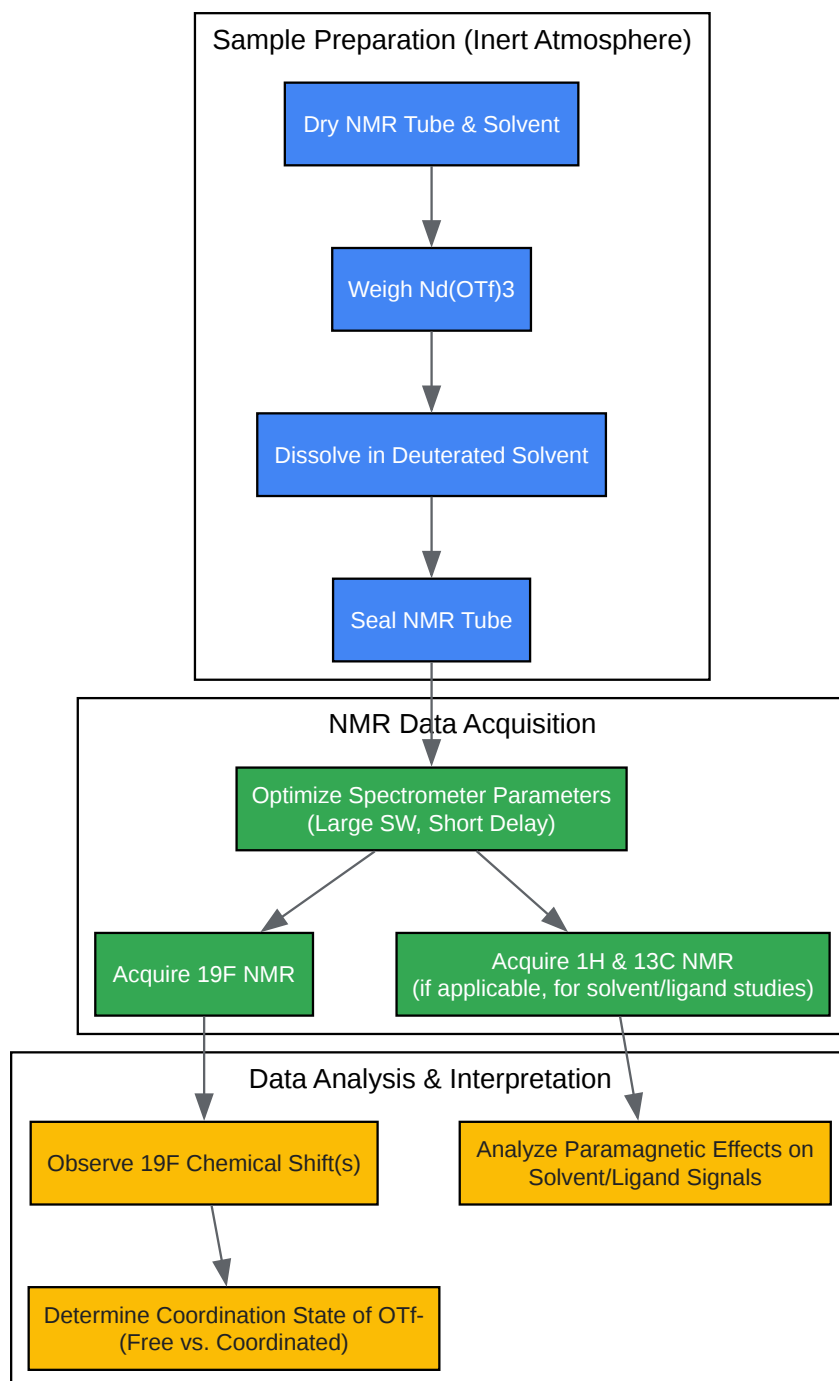 Sample Preparation (Inert Atmosphere)
Dry NMR Tube & Solvent
Weigh Nd(OTf)3
Dissolve in Deuterated Solvent
Seal NMR Tube
NMR Data Acquisition
Optimize Spectrometer Parameters
(Large SW, Short Delay)
Acquire 19F NMR
Acquire 1H & 13C NMR
(if applicable, for solvent/ligand studies)
Data Analysis & Interpretation
Observe 19F Chemical Shift(s)
Analyze Paramagnetic Effects on
Solvent/Ligand Signals
Determine Coordination State of OTf-
(Free vs. Coordinated)